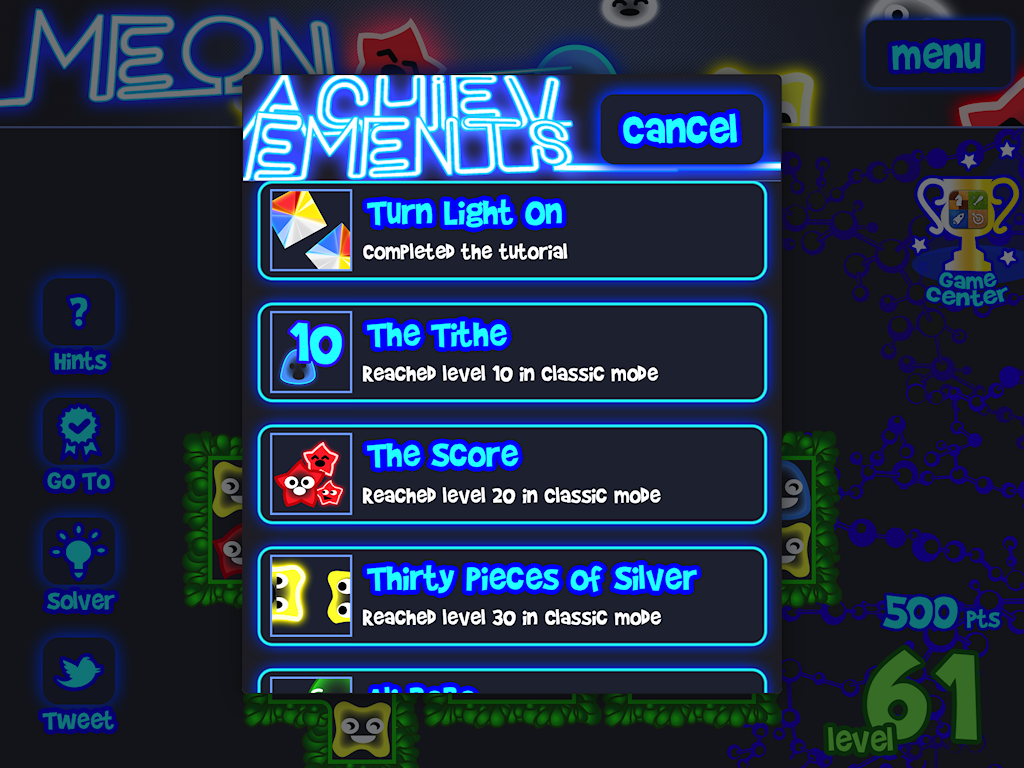 MEON
menu
ACHIEV
EMENTS
cancel
Turn Light On
completed the tutorial
10
The Tithe
Reached level 10 in classic mode
The Score
Reached level 20 in classic mode
Thirty Pieces of Silver
Reached level 30 in classic mode
?
Hints
Go To
Solver
Tweet
Game
center
500 Pts
level 61